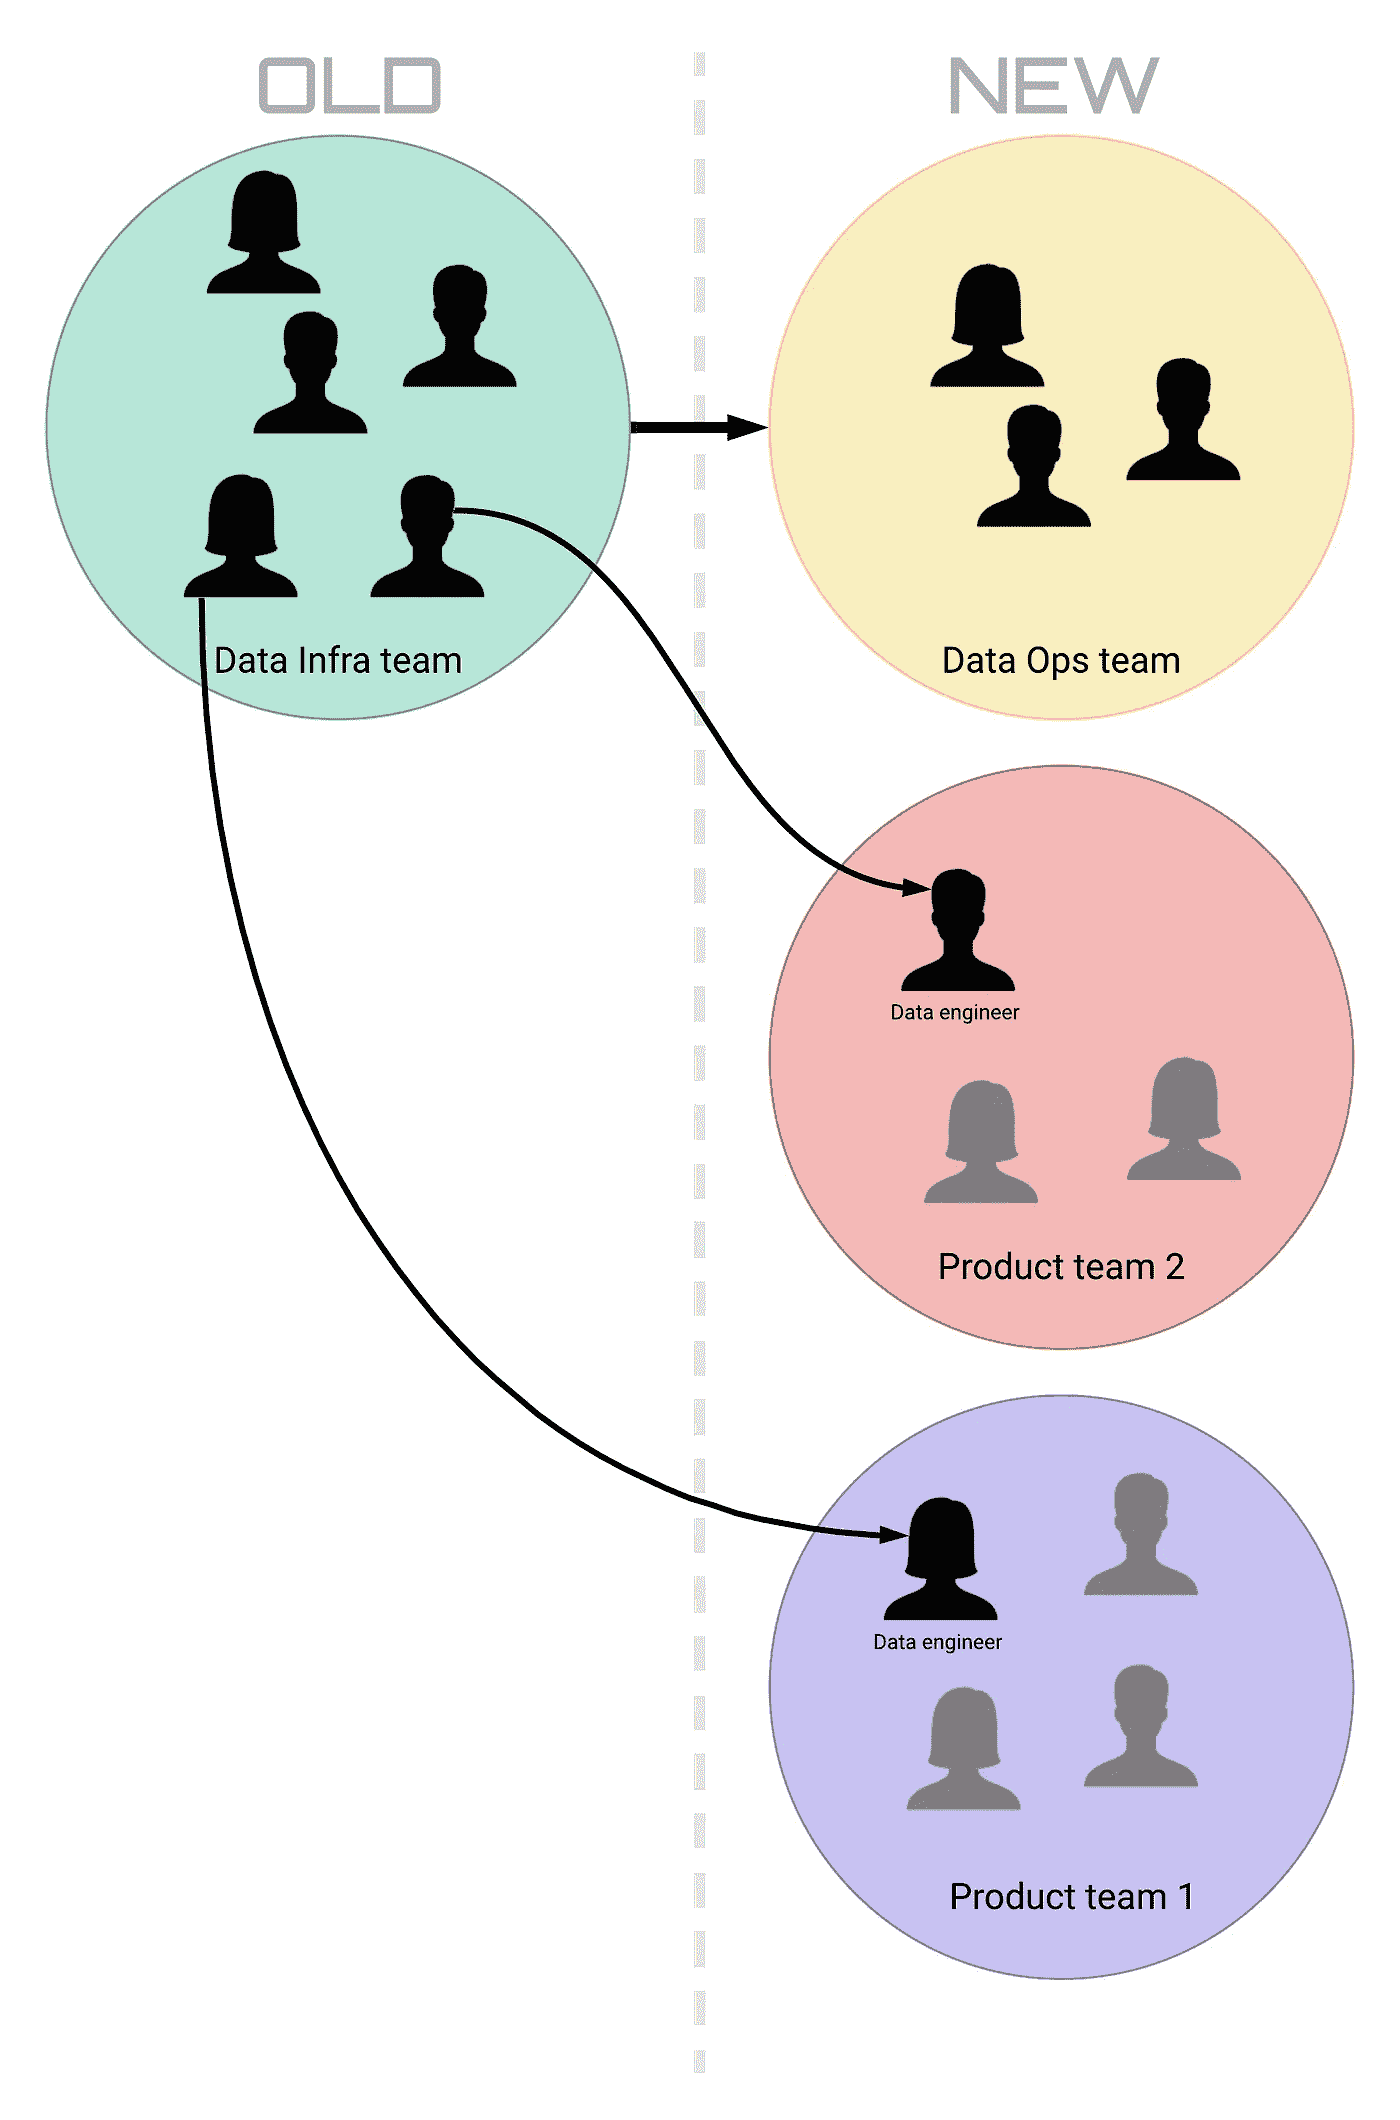 OLD
NEW
Data Infra team
Data Ops team
Data engineer
Product team 2
Data engineer
Product team 1